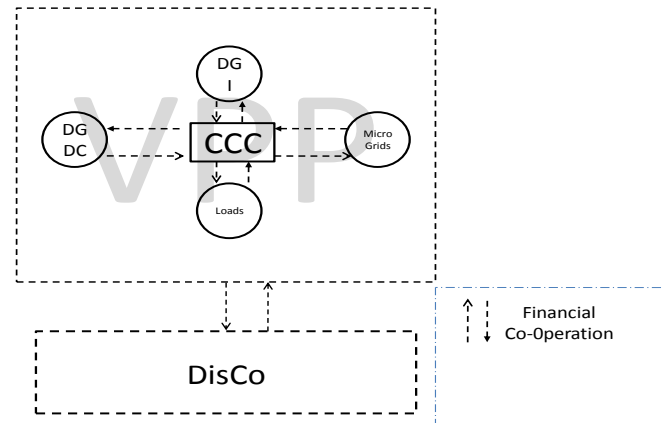 VPP
DG
I
DG
DC
CCC
Micro
Grids
Loads
Financial
Co-0peration
DisCo